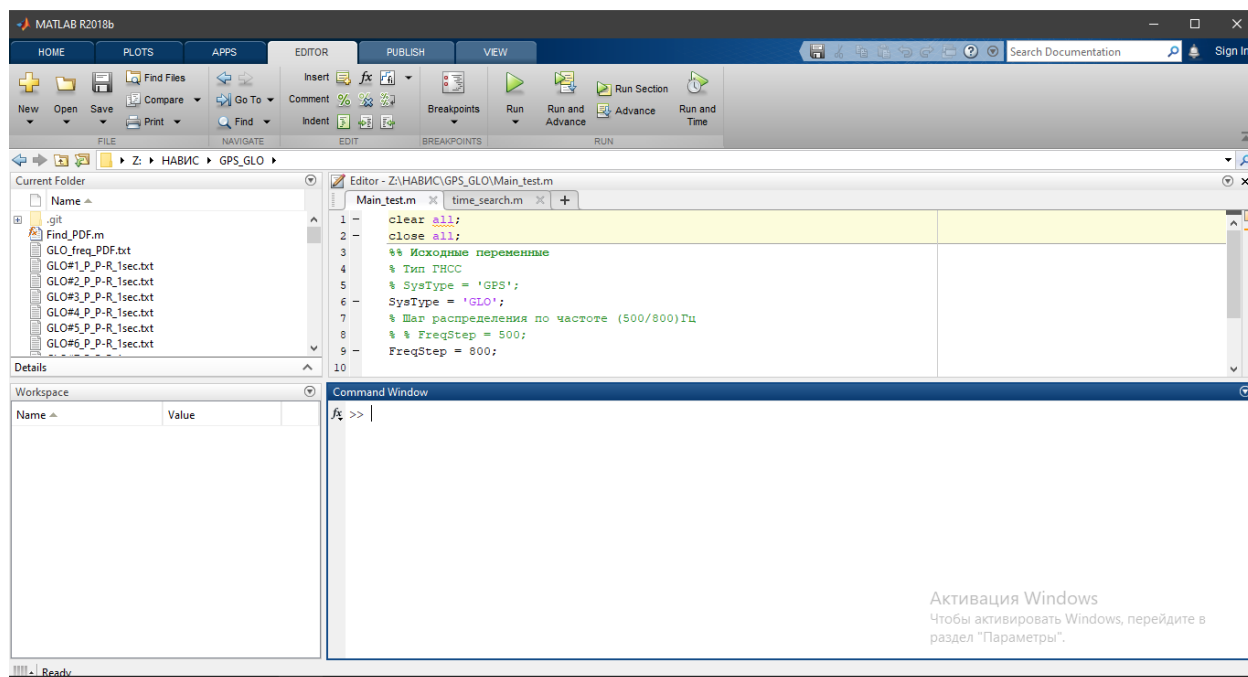 MATLAB R2018b
HOME PLOTS APPS EDITOR PUBLISH VIEW Search Documentation Sign In
New Open Save Find Files Compare Print Go To Find Insert Comment Indent Breakpoints Run Run and Advance Run Section Advance Run and Time
FILE NAVIGATE EDIT BREAKPOINTS RUN
Z: НАВИС GPS_GLO
Current Folder
Name
.git
Find_PDF.m
GLO_freq_PDF.txt
GLO#1_P_P-R_1sec.txt
GLO#2_P_P-R_1sec.txt
GLO#3_P_P-R_1sec.txt
GLO#4_P_P-R_1sec.txt
GLO#5_P_P-R_1sec.txt
GLO#6_P_P-R_1sec.txt
Details
Editor - Z:\НАВИС\GPS_GLO\Main_test.m
Main_test.m time_search.m
1 clear all;
2 close all;
3 %% Исходные переменные
4 % Тип ГНСС
5 % SysType = 'GPS';
6 SysType = 'GLO';
7 % Шаг распределения по частоте (500/800)Гц
8 % % FreqStep = 500;
9 FreqStep = 800;
10
Workspace
Name Value
Command Window
fx >>
Активация Windows
Чтобы активировать Windows, перейдите в
раздел "Параметры".
Ready